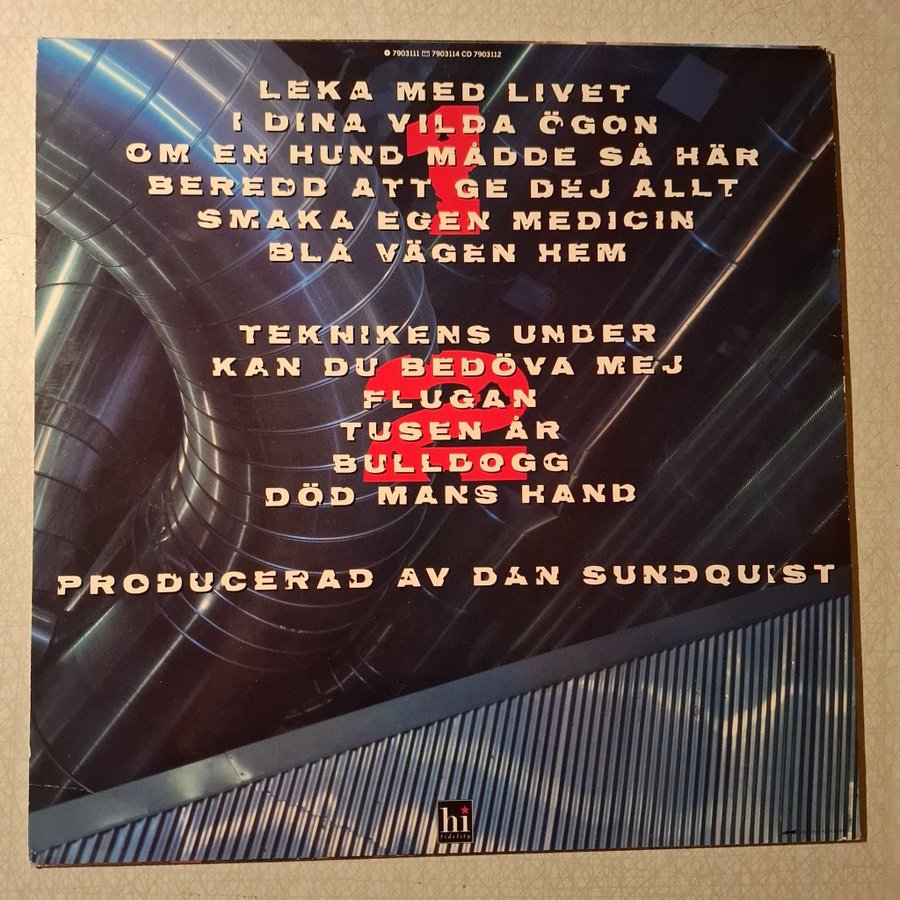 7903111 7903114 CD 7903112
LEKA MED LIVET
I DINA VILDA ÖGON
OM EN HUND MÅDDE SÅ HÄR
BEREDD ATT GE DEJ ALLT
SMAKA EGEN MEDICIN
BLÅ VÄGEN HEM
1
TEKNIKENS UNDER
KAN DU BEDÖVA MEJ
FLUGAN
TUSEN ÅR
BULLDOGG
DÖD MANS HAND
2
PRODUCERAD AV DAN SUNDQUIST
hi
fidelity